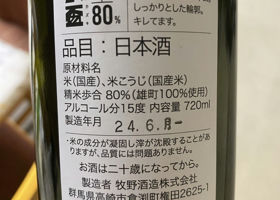 80%
しっかりとした輪郭。
キレてます。
品目：日本酒
原材料名
米(国産)、米こうじ(国産米)
精米歩合 80%(雄町100%使用)
アルコール分15度 内容量 720ml
製造年月 24.6.月一
*米の成分が凝固し滓が沈殿することがあり
ますが、品質には問題ありません。
お酒は二十歳になってから。
製造者 牧野酒造株式会社
群馬県高崎市倉渕町権田2625-1